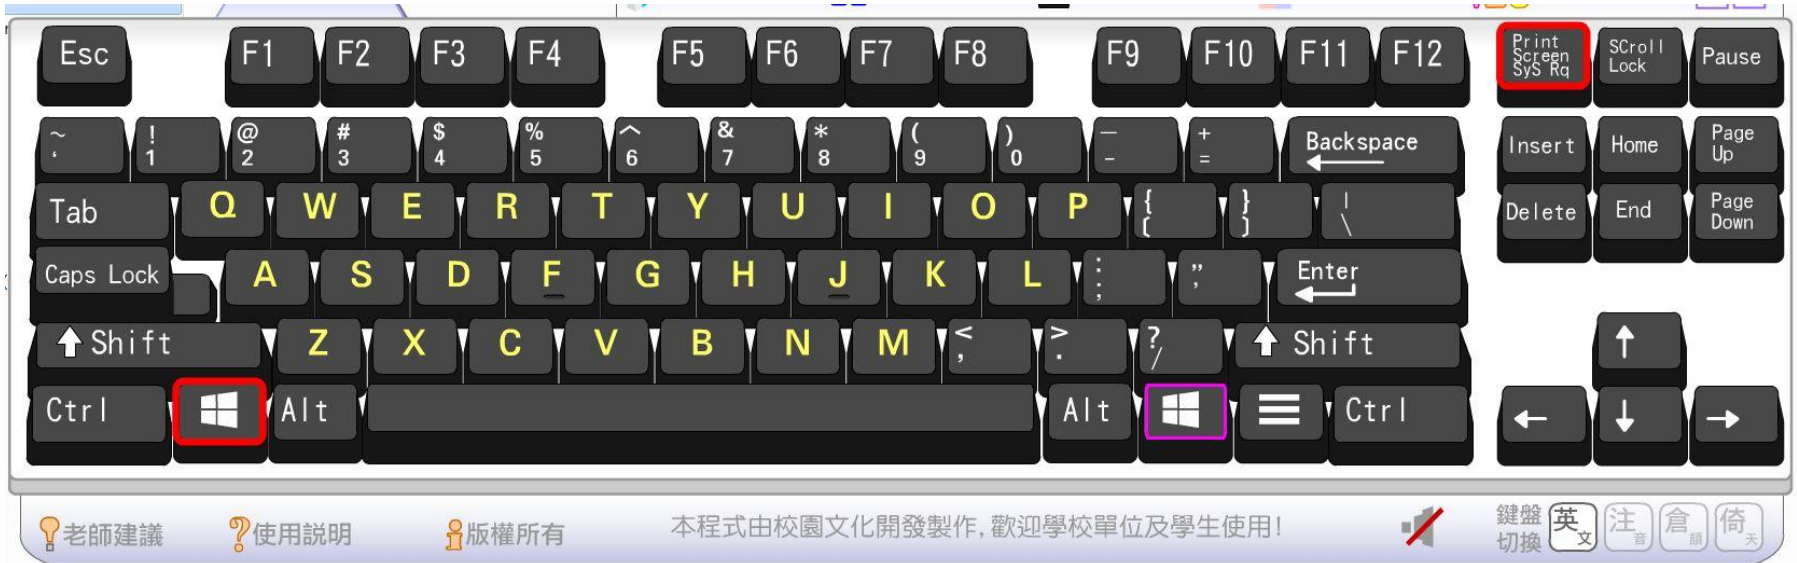 Esc F1 F2 F3 F4 F5 F6 F7 F8 F9 F10 F11 F12 Print Screen SyS Rq SCroll Lock Pause
~ ` ! 1 @ 2 # 3 $ 4 % 5 ^ 6 & 7 * 8 ( 9 ) 0 — - + = Backspace Insert Home Page Up
Tab Q W E R T Y U I O P { [ } ] | \ Delete End Page Down
Caps Lock A S D F G H J K L : ; " ' Enter
Shift Z X C V B N M < , > . ? / Shift ↑
Ctrl Alt Alt Ctrl ← ↓ →
老師建議 使用説明 版權所有 本程式由校園文化開發製作,歡迎學校單位及學生使用! 鍵盤切換 英文 注音 倉頡 倚天